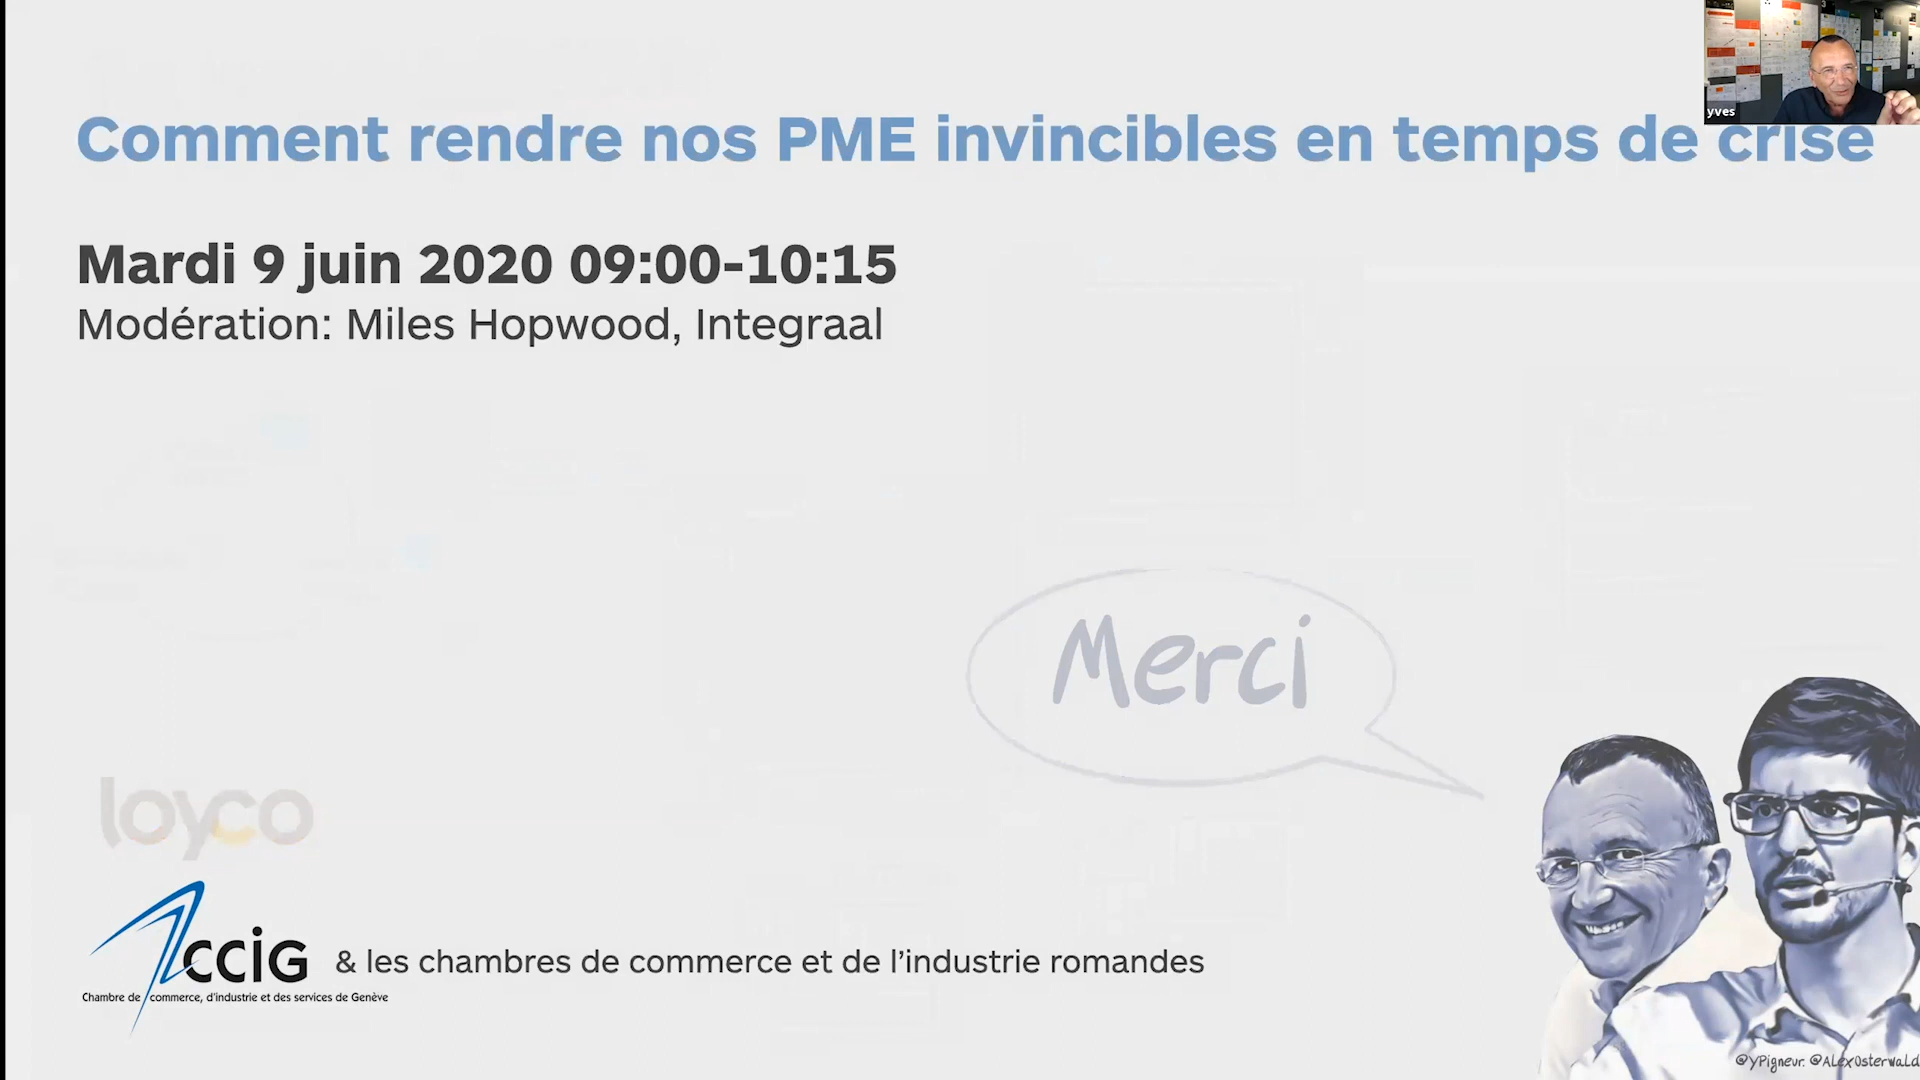 yves
Comment rendre nos PME invincibles en temps de crise
Mardi 9 juin 2020 09:00-10:15
Modération: Miles Hopwood, Integraal
Merci
loyco
CCIG
& les chambres de commerce et de l’industrie romandes
Chambre de commerce, d'industrie et des services de Genève
@YPigneur. @AlexOsterwald